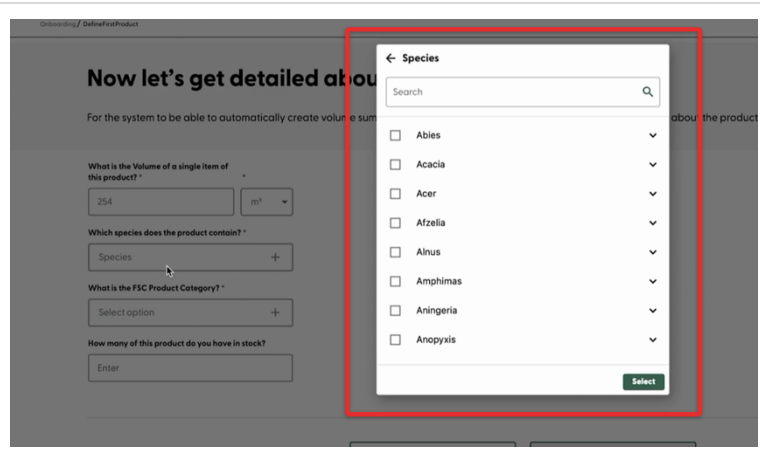 Onboarding / DefineFirstProduct
Now let's get detailed abou
For the system to be able to automatically create volume sum
about the product
What is the Volume of a single item of
this product? *
*
254
m³
Which species does the product contain? *
Species
+
What is the FSC Product Category? *
Select option
+
How many of this product do you have in stock?
Enter
← Species
Search
Abies
Acacia
Acer
Afzelia
Alnus
Amphimas
Aningeria
Anopyxis
Select